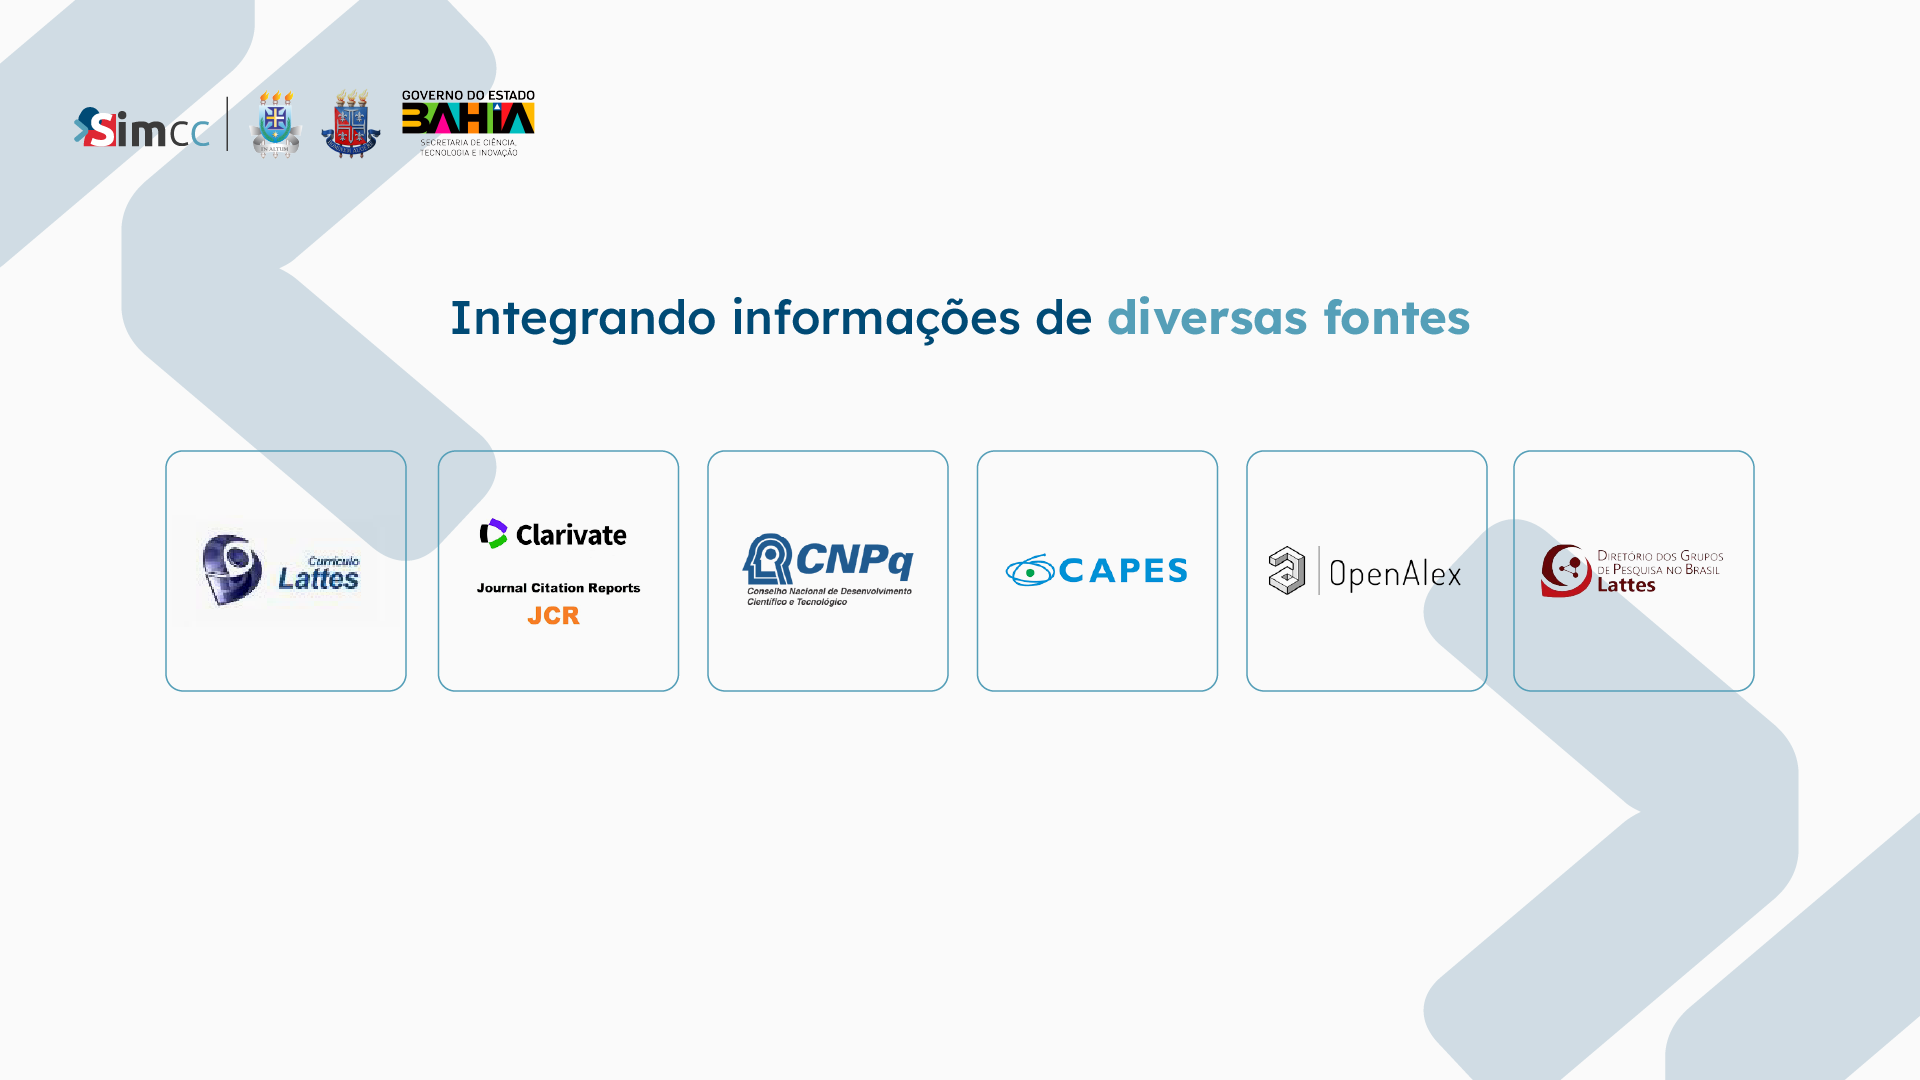 Simcc
GOVERNO DO ESTADO
BAHIA
SECRETARIA DE CIÊNCIA,
TECNOLOGIA E INOVAÇÃO
Integrando informações de diversas fontes
Currículo
Lattes
Clarivate
Journal Citation Reports
JCR
CNPq
Conselho Nacional de Desenvolvimento
Científico e Tecnológico
CAPES
OpenAlex
DIRETÓRIO DOS GRUPOS
DE PESQUISA NO BRASIL
Lattes